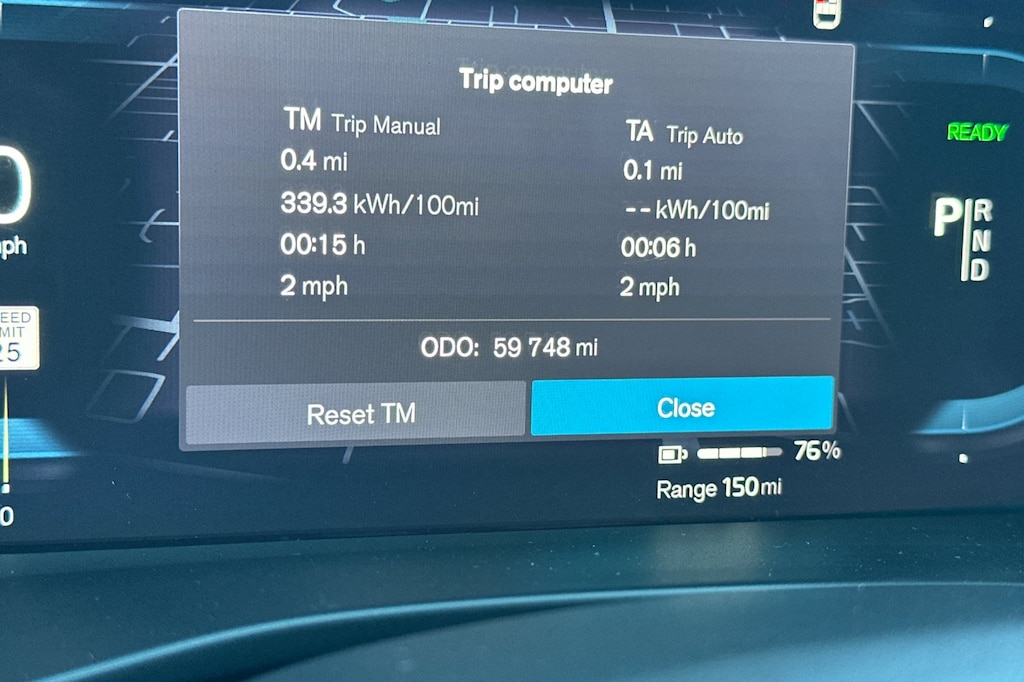 Trip computer
TM Trip Manual
0.4 mi
339.3 kWh/100mi
00:15 h
2 mph
TA Trip Auto
0.1 mi
-- kWh/100mi
00:06 h
2 mph
ODO: 59 748 mi
Reset TM
Close
76%
Range 150 mi
READY
P
R
N
D
0